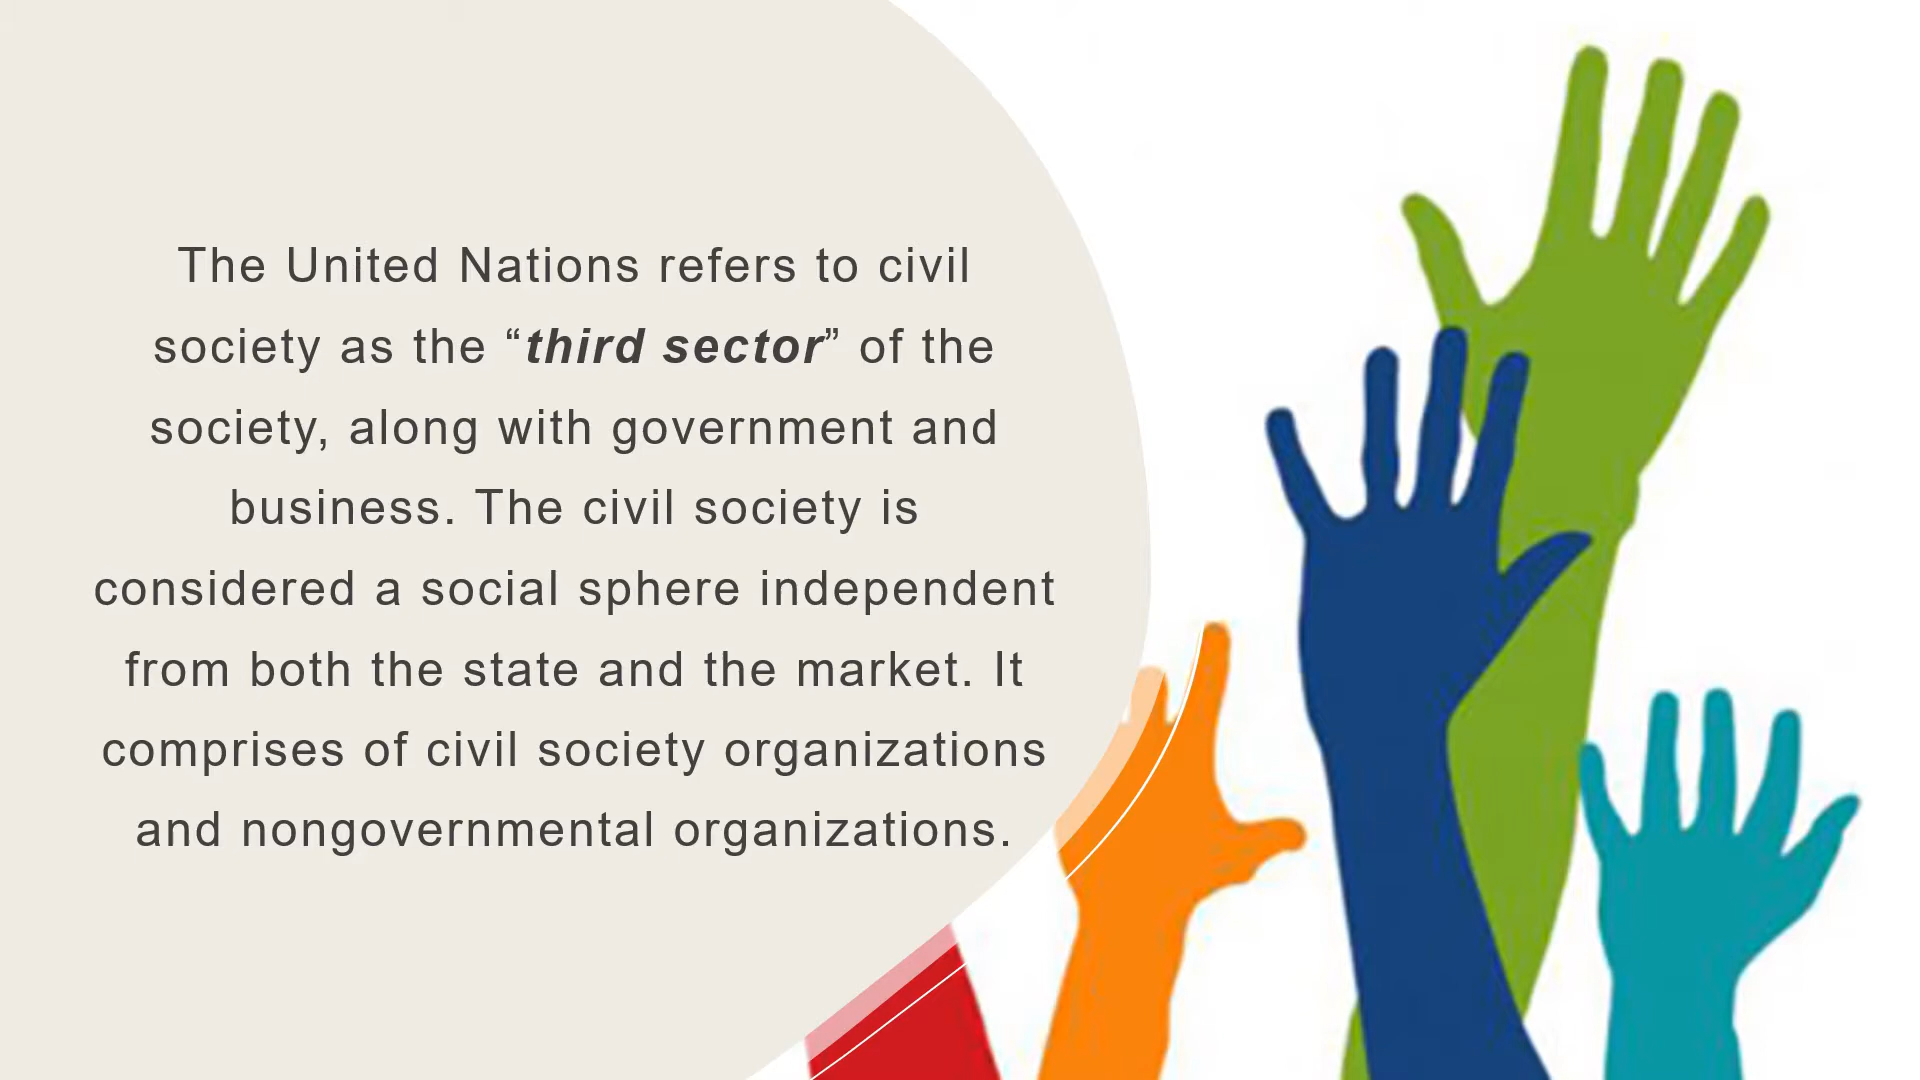 The United Nations refers to civil
society as the “third sector” of the
society, along with government and
business. The civil society is
considered a social sphere independent
from both the state and the market. It
comprises of civil society organizations
and nongovernmental organizations.